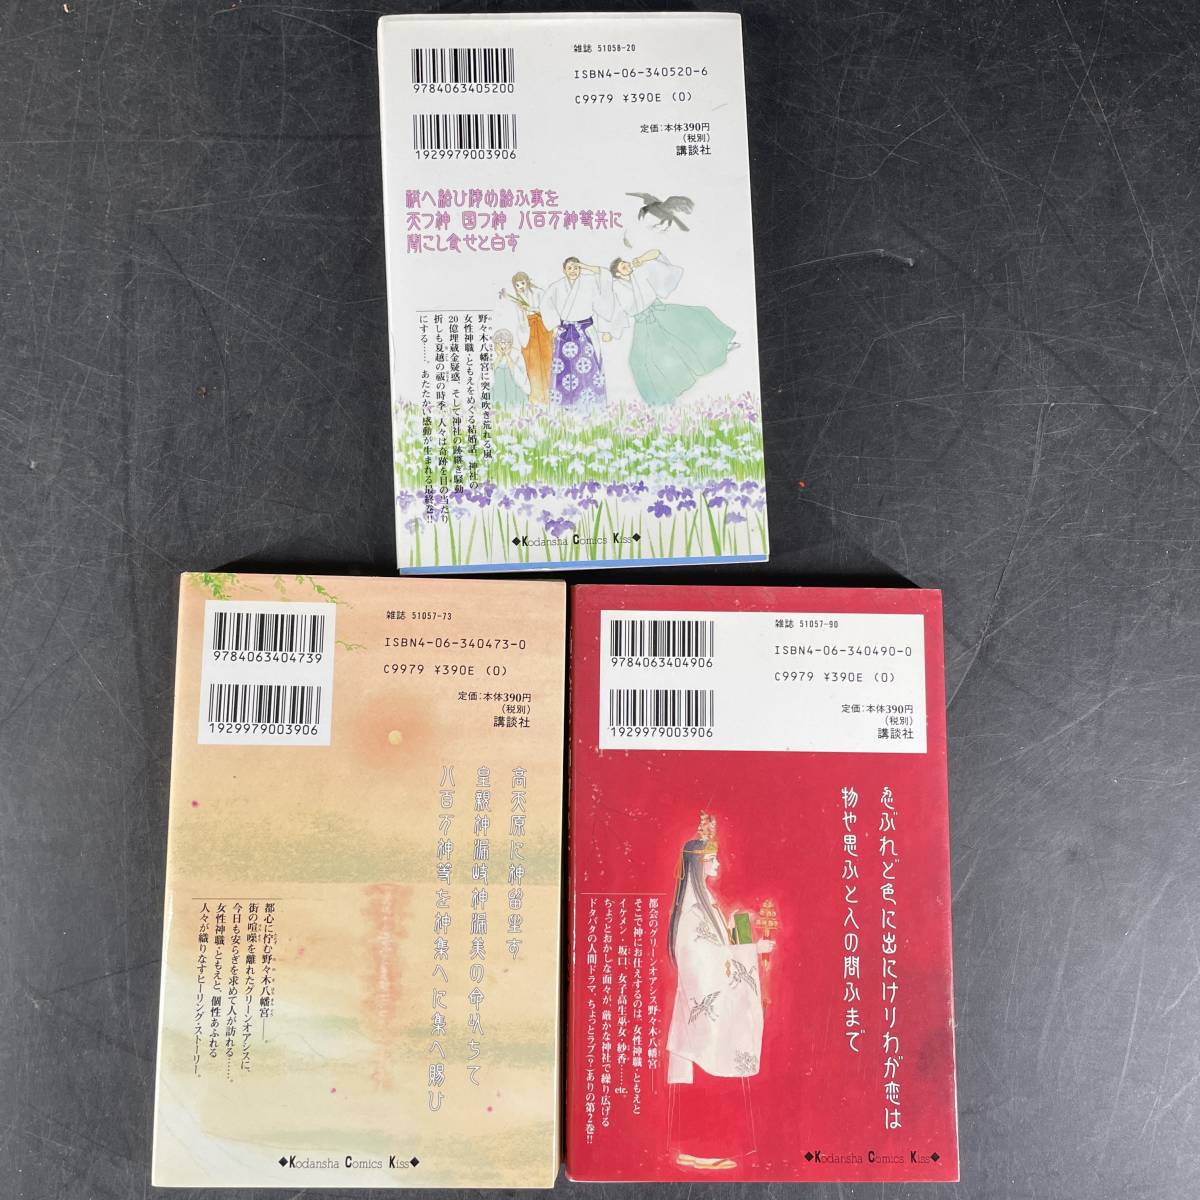 雑誌 51058-20
ISBN4-06-340520-6
C9979 ¥390E (0)
9784063405200
1929979003906
定価:本体390円
(税別)
講談社
祓へ給ひ清め給ふ事を
天つ神 国つ神 八百万神等共に
聞こし食せと白す
野々木八幡宮に突如吹き荒れる嵐
女性神職・ともえをめぐる結婚話、神社の
20億埋蔵金疑惑、そして神社の跡継ぎ騒動
折しも夏越の祓の時季、人々は奇跡を目の当たり
にする……。あたたかい感動が生まれる最終巻!!
◆Kodansha Comics Kiss◆
雑誌 51057-73
ISBN4-06-340473-0
C9979 ¥390E (0)
9784063404739
1929979003906
定価:本体390円
(税別)
講談社
高天原に神留坐す
皇親神漏岐神漏美の命以ちて
八百万神等を神集へに集へ賜ひ
都心に佇む野々木八幡宮――。
街の喧噪を離れたグリーンオアシスに、
今日も安らぎを求めて人が訪れる……。
女性神職・ともえと、個性あふれる
人々が織りなすヒーリング・ストーリー。
◆Kodansha Comics Kiss◆
雑誌 51057-90
ISBN4-06-340490-0
C9979 ¥390E (0)
9784063404906
1929979003906
定価:本体390円
(税別)
講談社
忍ぶれど色に出にけりわが恋は
物や思ふと人の問ふまで
都会のグリーンオアシス野々木八幡宮――。
そこで神にお仕えするのは、女性神職・ともえと
イケメン・坂口、女子高生巫女・紗香……etc.
ちょっとおかしな面々が、厳かな神社で繰り広げる
ドタバタの人間ドラマ、ちょっとラブ(?)ありの第2巻!!
◆Kodansha Comics Kiss◆